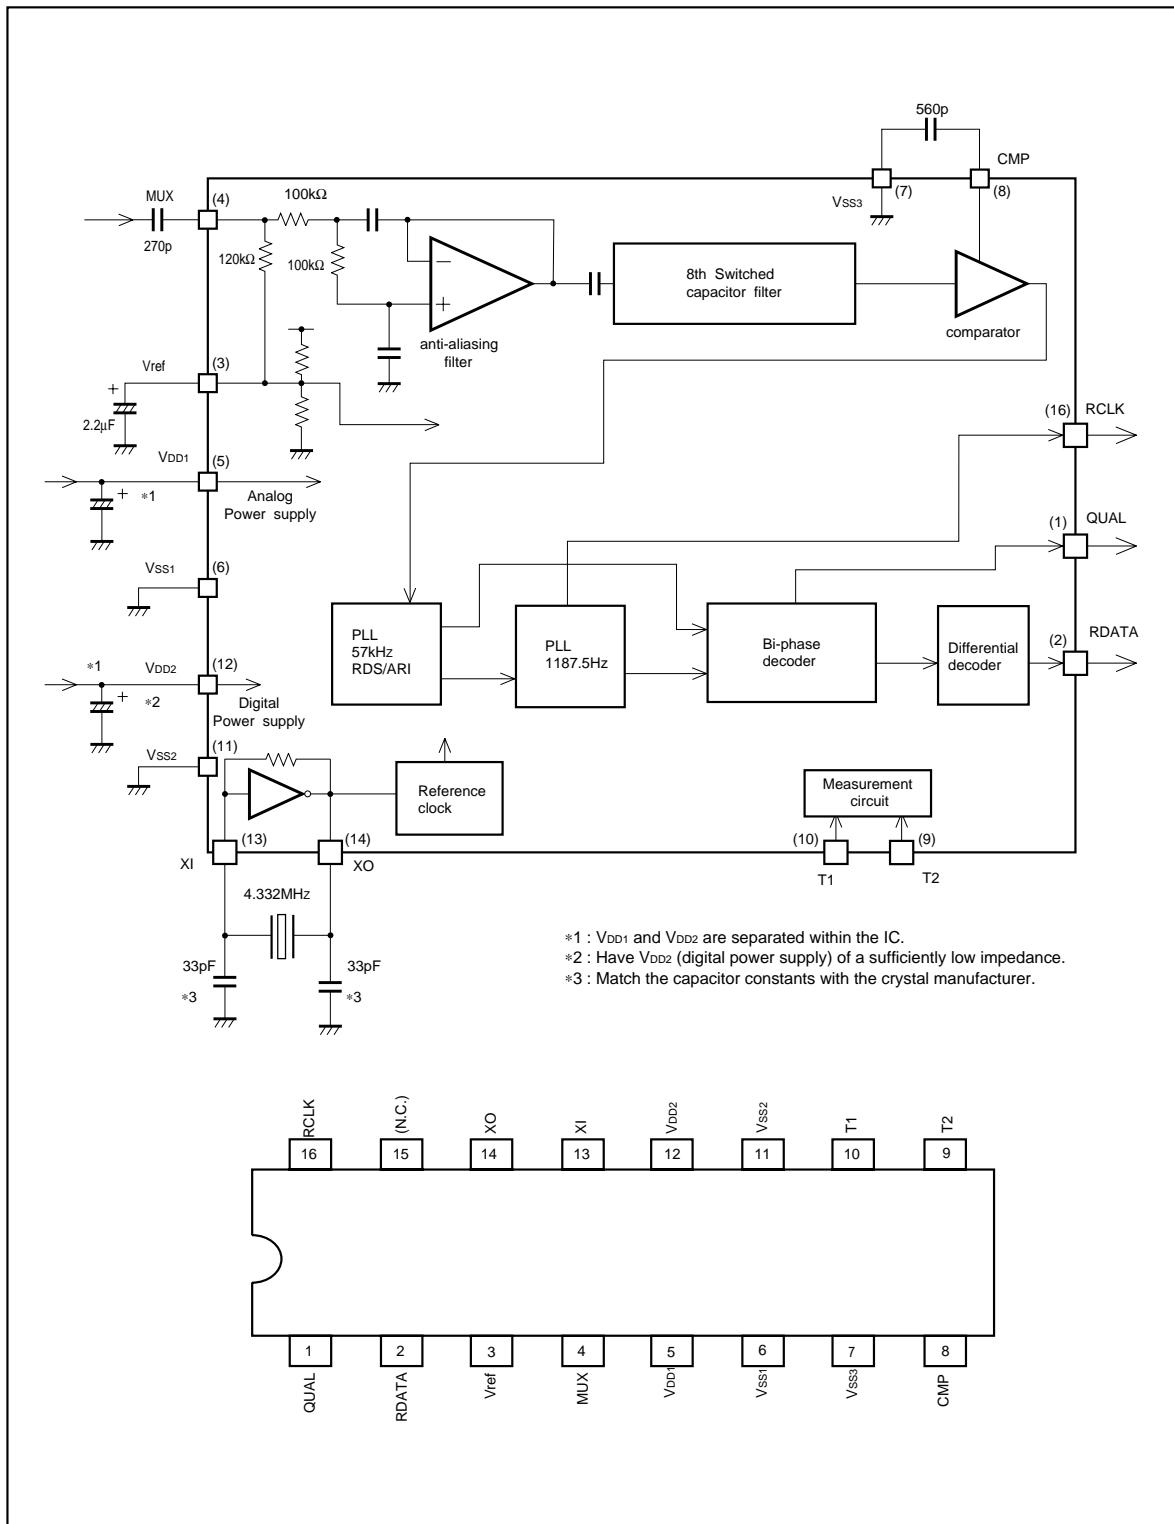 560p
CMP
(7)
(8)
VSS3
MUX
(4)
270p
100kΩ
120kΩ
100kΩ
8th Switched
capacitor filter
comparator
anti-aliasing
filter
Vref
(3)
2.2µF
(16)
RCLK
VDD1
(5)
∗1
Analog
Power supply
(1)
QUAL
VSS1
(6)
PLL
57kHz
RDS/ARI
PLL
1187.5Hz
Bi-phase
decoder
Differential
decoder
(2)
RDATA
∗1
VDD2
(12)
∗2
Digital
Power supply
VSS2
(11)
Reference
clock
Measurement
circuit
XI
(13)
(14)
XO
(10)
(9)
T1
T2
4.332MHz
33pF
∗3
33pF
∗3
∗1 : VDD1 and VDD2 are separated within the IC.
∗2 : Have VDD2 (digital power supply) of a sufficiently low impedance.
∗3 : Match the capacitor constants with the crystal manufacturer.
RCLK
(N.C.)
XO
XI
VDD2
VSS2
T1
T2
16
15
14
13
12
11
10
9
1
2
3
4
5
6
7
8
QUAL
RDATA
Vref
MUX
VDD1
VSS1
VSS3
CMP